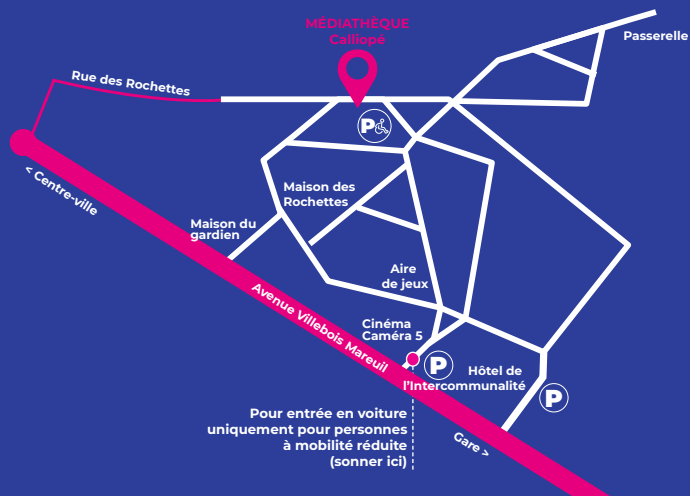 MÉDIATHÈQUE
Calliopé
Passerelle
Rue des Rochettes
P
< Centre-ville
Maison des
Rochettes
Maison du
gardien
Aire
de jeux
Avenue Villebois Mareuil
Cinéma
Caméra 5
P
Hôtel de
l'Intercommunalité
P
Pour entrée en voiture
uniquement pour personnes
à mobilité réduite
(sonner ici)
Gare >